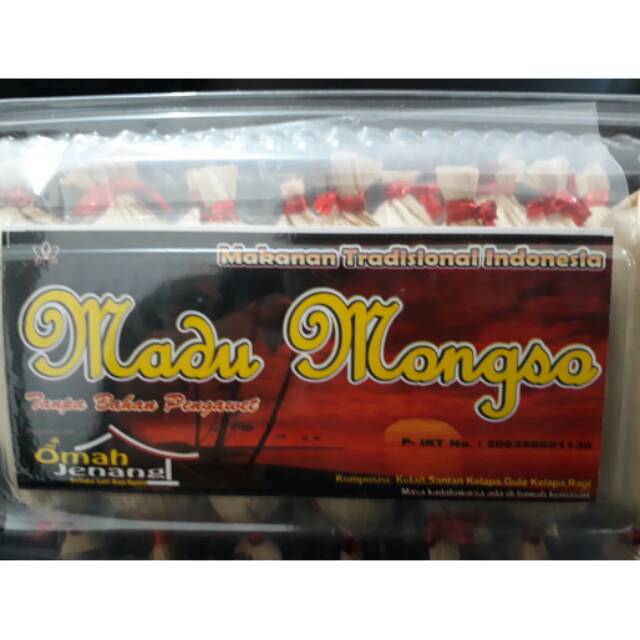 Makanan Tradisional Indonesia
Madu Mongso
Tanpa Bahan Pengawet
Omah
Jenang
P- IRT No. : 206350501130
Komposisi: Ketan,Santan Kelapa,Gula Kelapa,Ragi
Masa kadaluwarsa ada di bawah kemasan